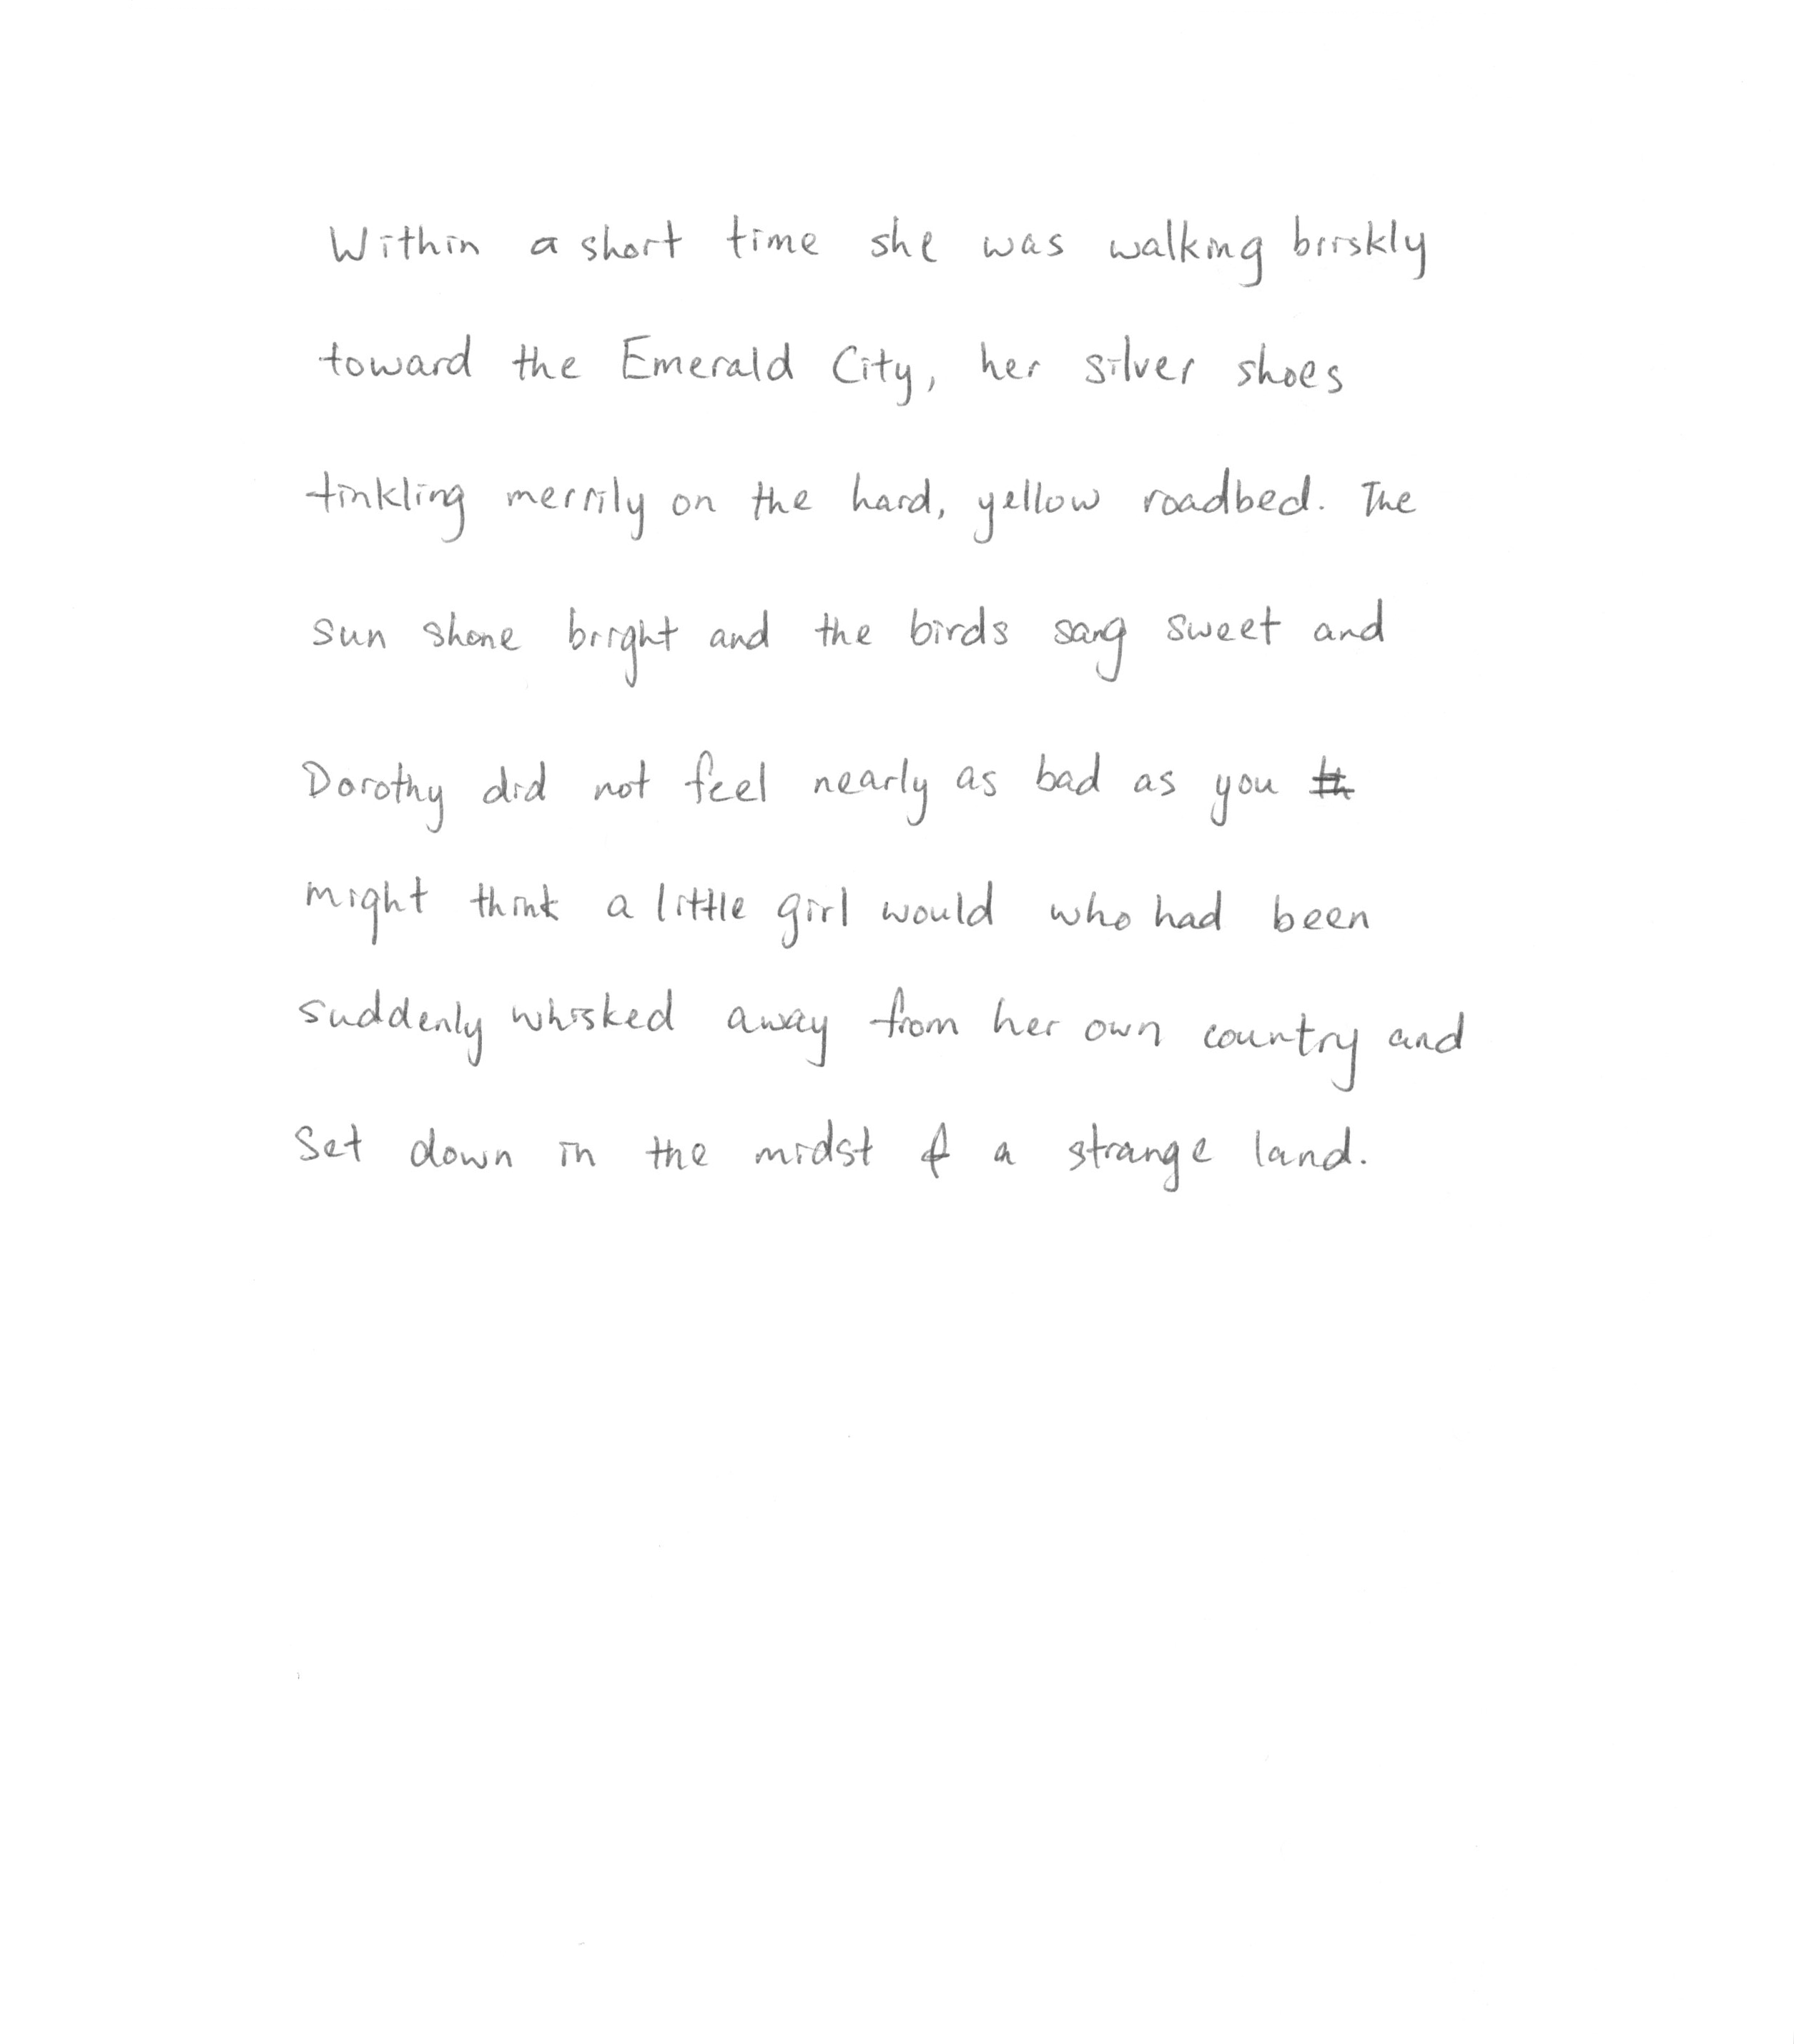 Within a short time she was walking briskly
toward the Emerald City, her silver shoes
tinkling merrily on the hard, yellow roadbed. The
sun shone bright and the birds sang sweet and
Dorothy did not feel nearly as bad as you
might think a little girl would who had been
suddenly whisked away from her own country and
set down in the midst of a strange land.